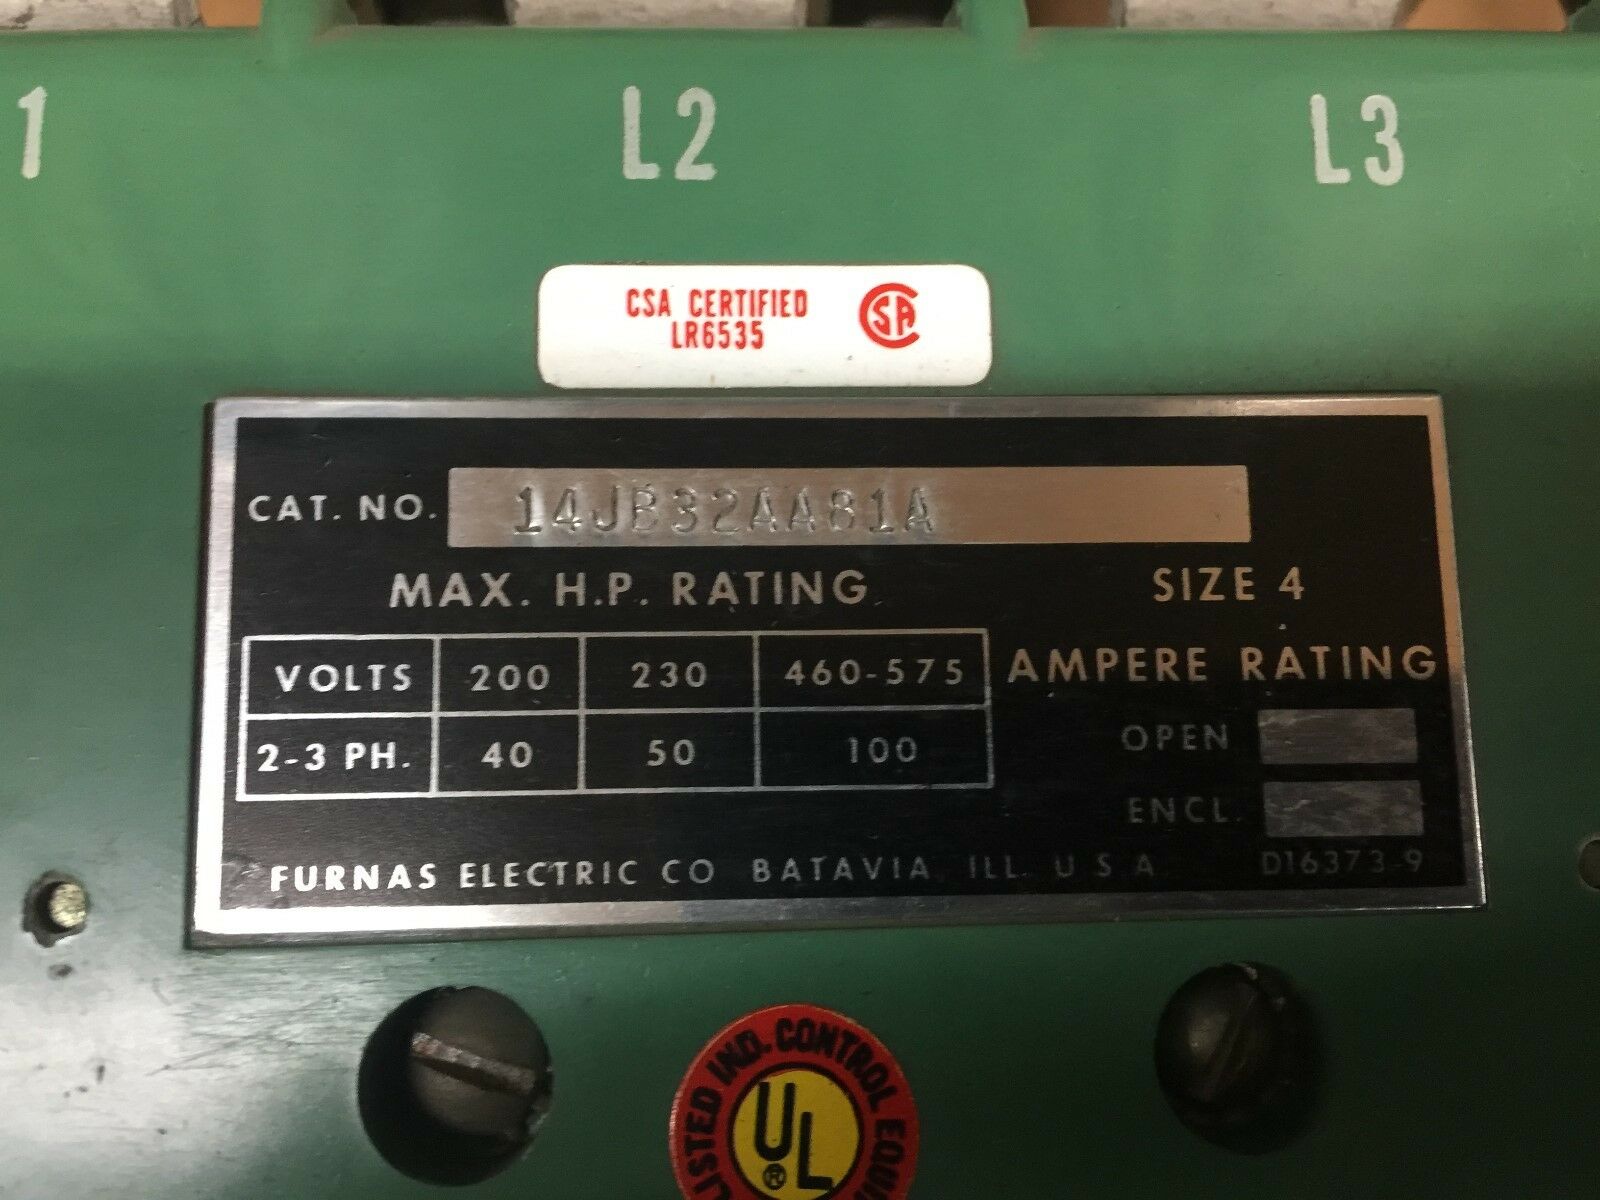 1 L2 L3
CSA CERTIFIED
LR6535
CSA
CAT. NO. 14JB32AA81A
MAX. H.P. RATING SIZE 4
VOLTS 200 230 460-575 AMPERE RATING
2-3 PH. 40 50 100 OPEN
ENCL.
FURNAS ELECTRIC CO BATAVIA, ILL. U S A D16373-9
LISTED IND. CONTROL
UL
®